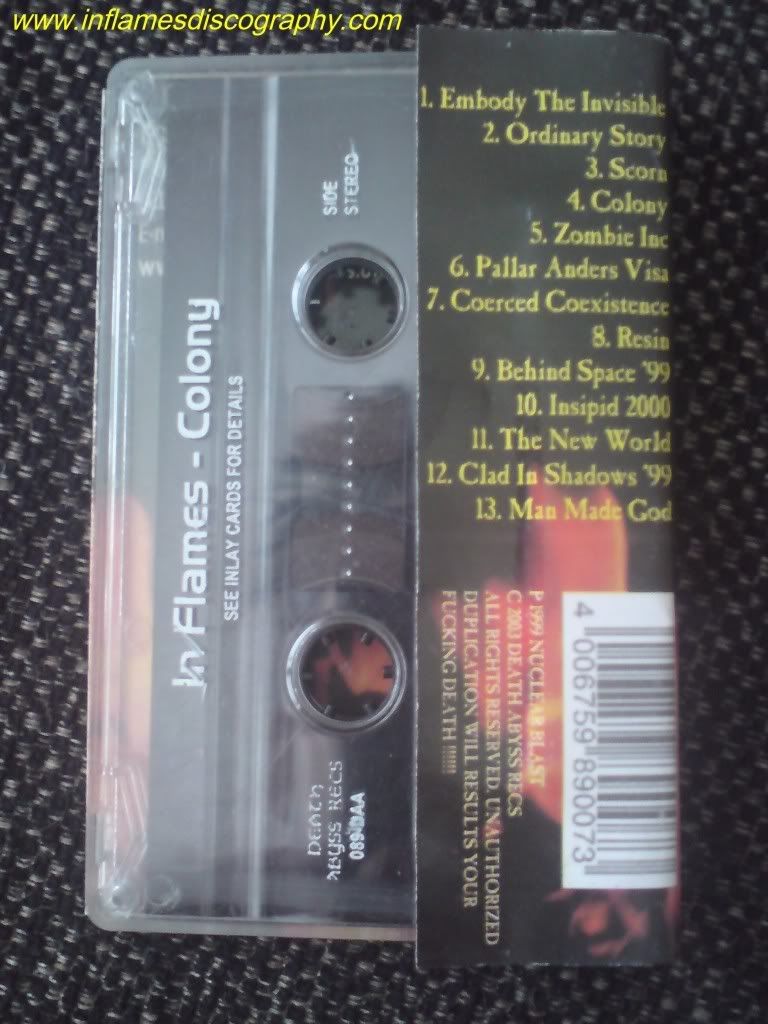 www.inflamesdiscography.com
1. Embody The Invisible
2. Ordinary Story
3. Scorn
4. Colony
5. Zombie Inc
6. Pallar Anders Visa
7. Coerced Coexistence
8. Resin
9. Behind Space '99
10. Insipid 2000
11. The New World
12. Clad In Shadows '99
13. Man Made God
P 1999 NUCLEAR BLAST
C 2003 DEATH ABYSS RECS
ALL RIGHTS RESERVED. UNAUTHORIZED
DUPLICATION WILL RESULTS YOUR
FUCKING DEATH !!!!!!
4 006759 890073
In Flames - Colony
SEE INLAY CARDS FOR DETAILS
SIDE
STEREO
DEATH
ABYSS RECS
089/DAA